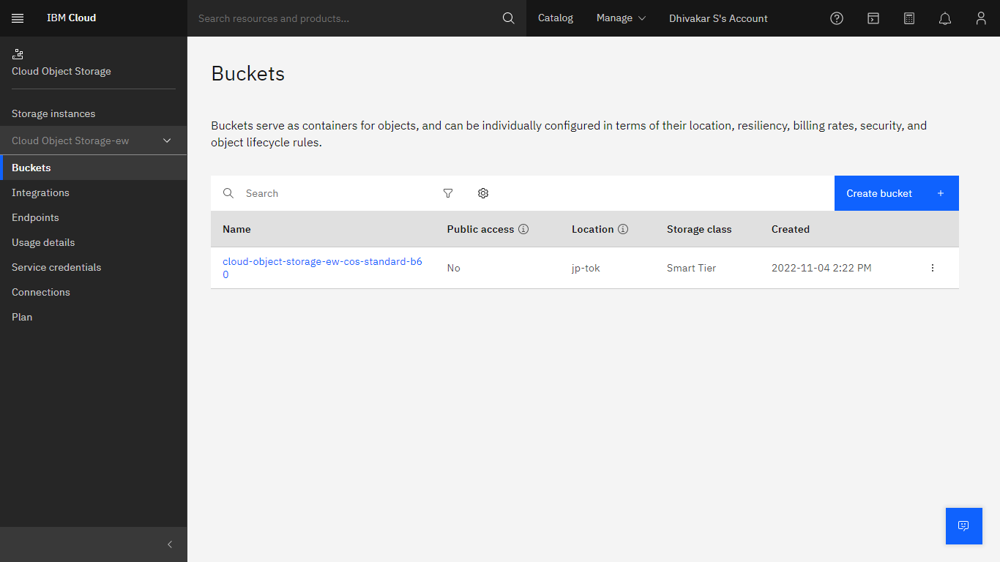 IBM Cloud
Search resources and products...
Catalog
Manage
Dhivakar S's Account
Cloud Object Storage
Storage instances
Cloud Object Storage-ew
Buckets
Integrations
Endpoints
Usage details
Service credentials
Connections
Plan
Buckets
Buckets serve as containers for objects, and can be individually configured in terms of their location, resiliency, billing rates, security, and
object lifecycle rules.
Search
Create bucket +
Name Public access Location Storage class Created
cloud-object-storage-ew-cos-standard-b6
0
No jp-tok Smart Tier 2022-11-04 2:22 PM